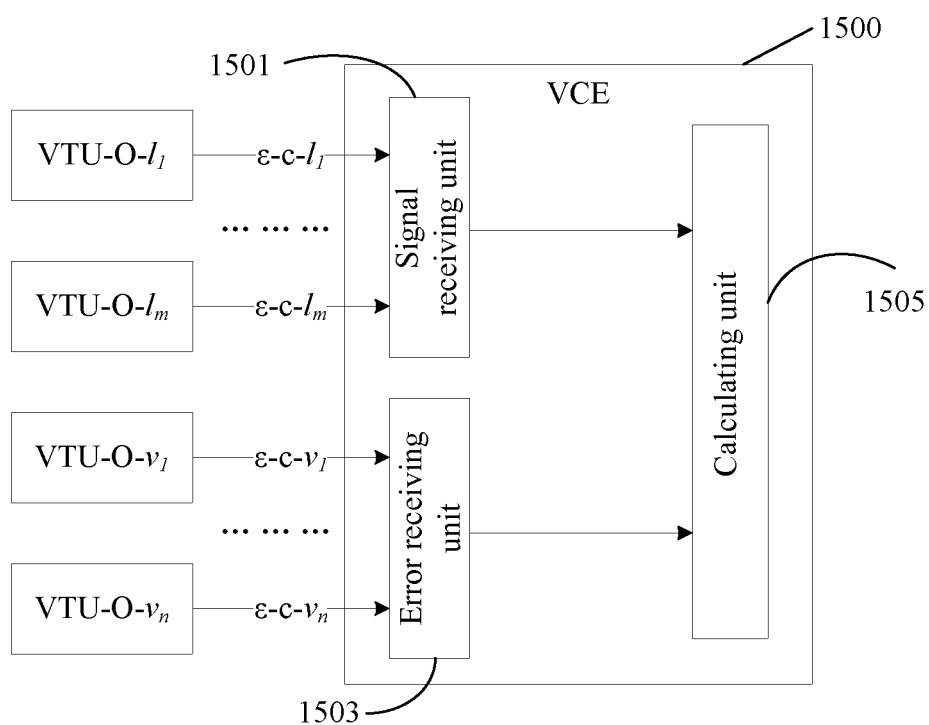 1500
1501
VCE
VTU-O-l₁
ε-c-l₁
Signal
receiving unit
... ... ...
VTU-O-lₘ
ε-c-lₘ
Calculating unit
1505
VTU-O-v₁
ε-c-v₁
Error receiving
unit
... ... ...
VTU-O-vₙ
ε-c-vₙ
1503